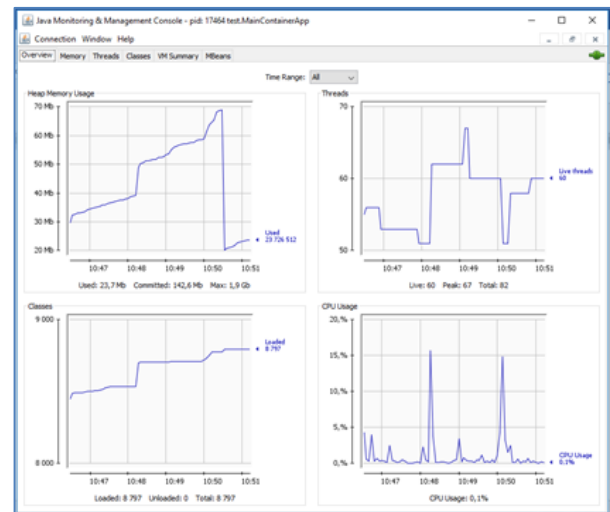 Java Monitoring & Management Console - pid: 17464 test.MainContainerApp
Connection Window Help
Overview Memory Threads Classes VM Summary MBeans
Time Range: All
Heap Memory Usage
70 Mb
60 Mb
50 Mb
40 Mb
30 Mb
20 Mb
Used
23 726 512
10:47 10:48 10:49 10:50 10:51
Used: 23,7 Mb Committed: 142,6 Mb Max: 1,9 Gb
Threads
70
60
50
Live threads
60
10:47 10:48 10:49 10:50 10:51
Live: 60 Peak: 67 Total: 82
Classes
9 000
8 000
Loaded
8 797
10:47 10:48 10:49 10:50 10:51
Loaded: 8 797 Unloaded: 0 Total: 8 797
CPU Usage
20,%
15,%
10,%
5,%
0,%
CPU Usage
0,1%
10:47 10:48 10:49 10:50 10:51
CPU Usage: 0,1%